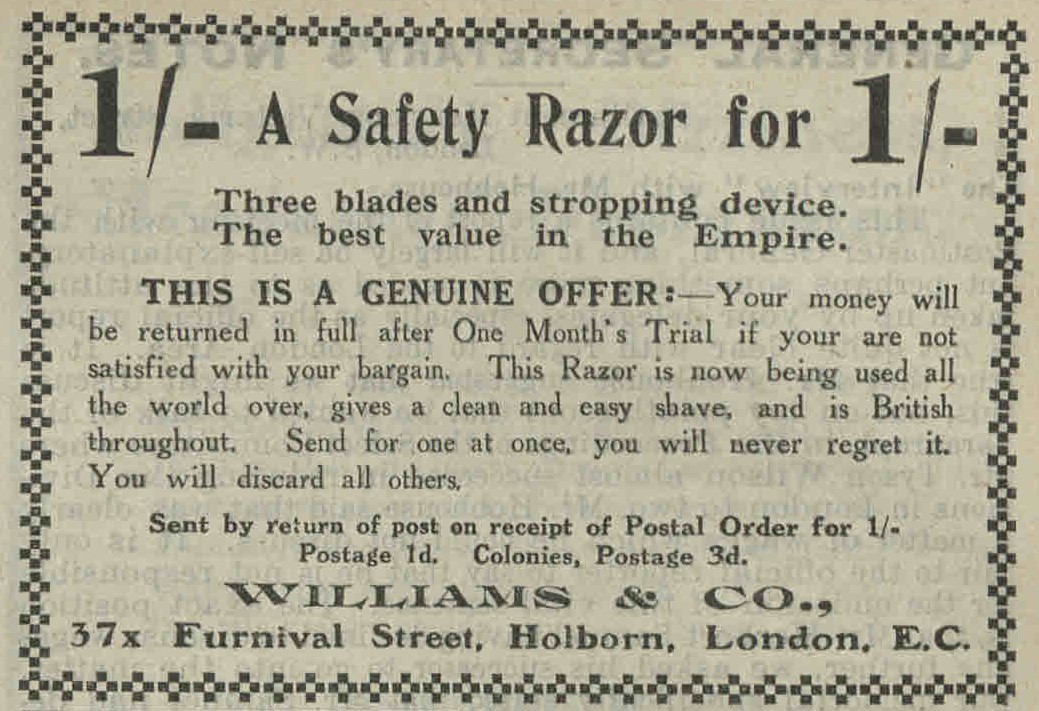 1/- A Safety Razor for 1/-
Three blades and stropping device.
The best value in the Empire.
THIS IS A GENUINE OFFER:—Your money will
be returned in full after One Month's Trial if your are not
satisfied with your bargain. This Razor is now being used all
the world over, gives a clean and easy shave, and is British
throughout. Send for one at once, you will never regret it.
You will discard all others.
Sent by return of post on receipt of Postal Order for 1/-
Postage 1d. Colonies, Postage 3d.
WILLIAMS & CO.,
37x Furnival Street, Holborn, London, E.C.